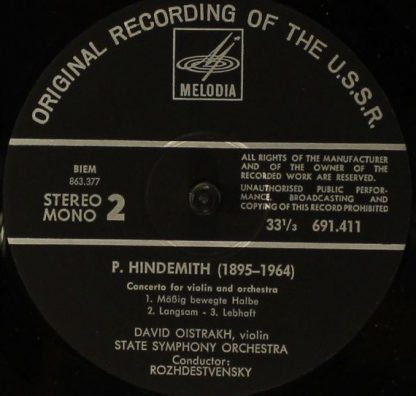 ORIGINAL RECORDING OF THE U.S.S.R.
MELODIA
BIEM
863.377
STEREO
MONO 2
ALL RIGHTS OF THE MANUFACTURER
AND OF THE OWNER OF THE
RECORDED WORK ARE RESERVED.
UNAUTHORISED PUBLIC PERFOR-
MANCE, BROADCASTING AND
COPYING OF THIS RECORD PROHIBITED
33 1/3 691.411
P. HINDEMITH (1895–1964)
Concerto for violin and orchestra
1. Mäßig bewegte Halbe
2. Langsam - 3. Lebhaft
DAVID OISTRAKH, violin
STATE SYMPHONY ORCHESTRA
Conductor:
ROZHDESTVENSKY